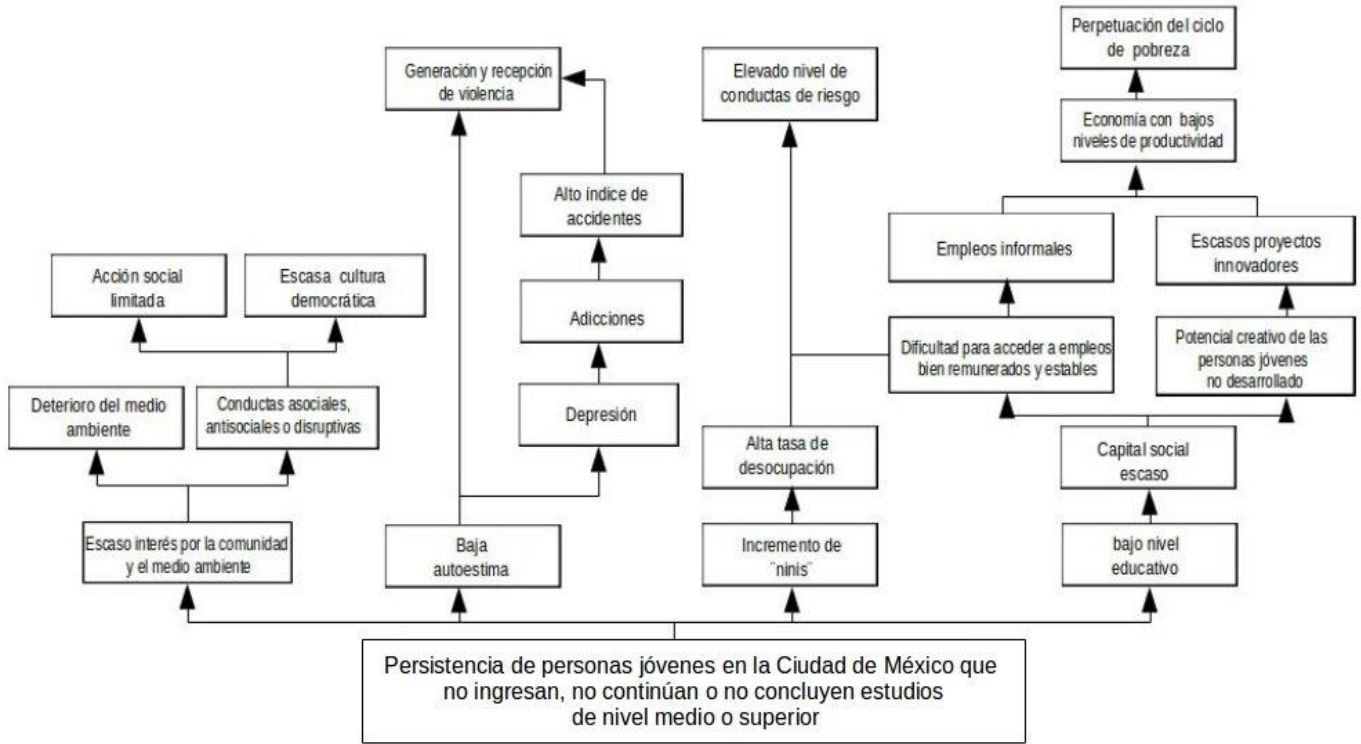 Perpetuación del ciclo
de pobreza
Generación y recepción
de violencia
Elevado nivel de
conductas de riesgo
Economía con bajos
niveles de productividad
Alto índice de
accidentes
Empleos informales
Escasos proyectos
innovadores
Acción social
limitada
Escasa cultura
democrática
Adicciones
Dificultad para acceder a empleos
bien remunerados y estables
Potencial creativo de las
personas jóvenes
no desarrollado
Deterioro del medio
ambiente
Conductas asociales,
antisociales o disruptivas
Depresión
Alta tasa de
desocupación
Capital social
escaso
Escaso interés por la comunidad
y el medio ambiente
Baja
autoestima
Incremento de
¨ninis¨
bajo nivel
educativo
Persistencia de personas jóvenes en la Ciudad de México que
no ingresan, no continúan o no concluyen estudios
de nivel medio o superior